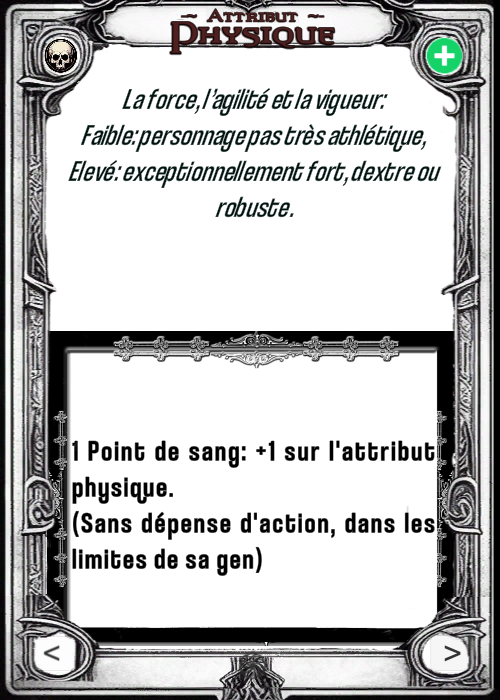 ~ ATTRIBUT ~
PHYSIQUE
+
La force, l'agilité et la vigueur:
Faible: personnage pas très athlétique,
Elevé: exceptionnellement fort, dextre ou
robuste.
1 Point de sang: +1 sur l'attribut
physique.
(Sans dépense d'action, dans les
limites de sa gen)
< >